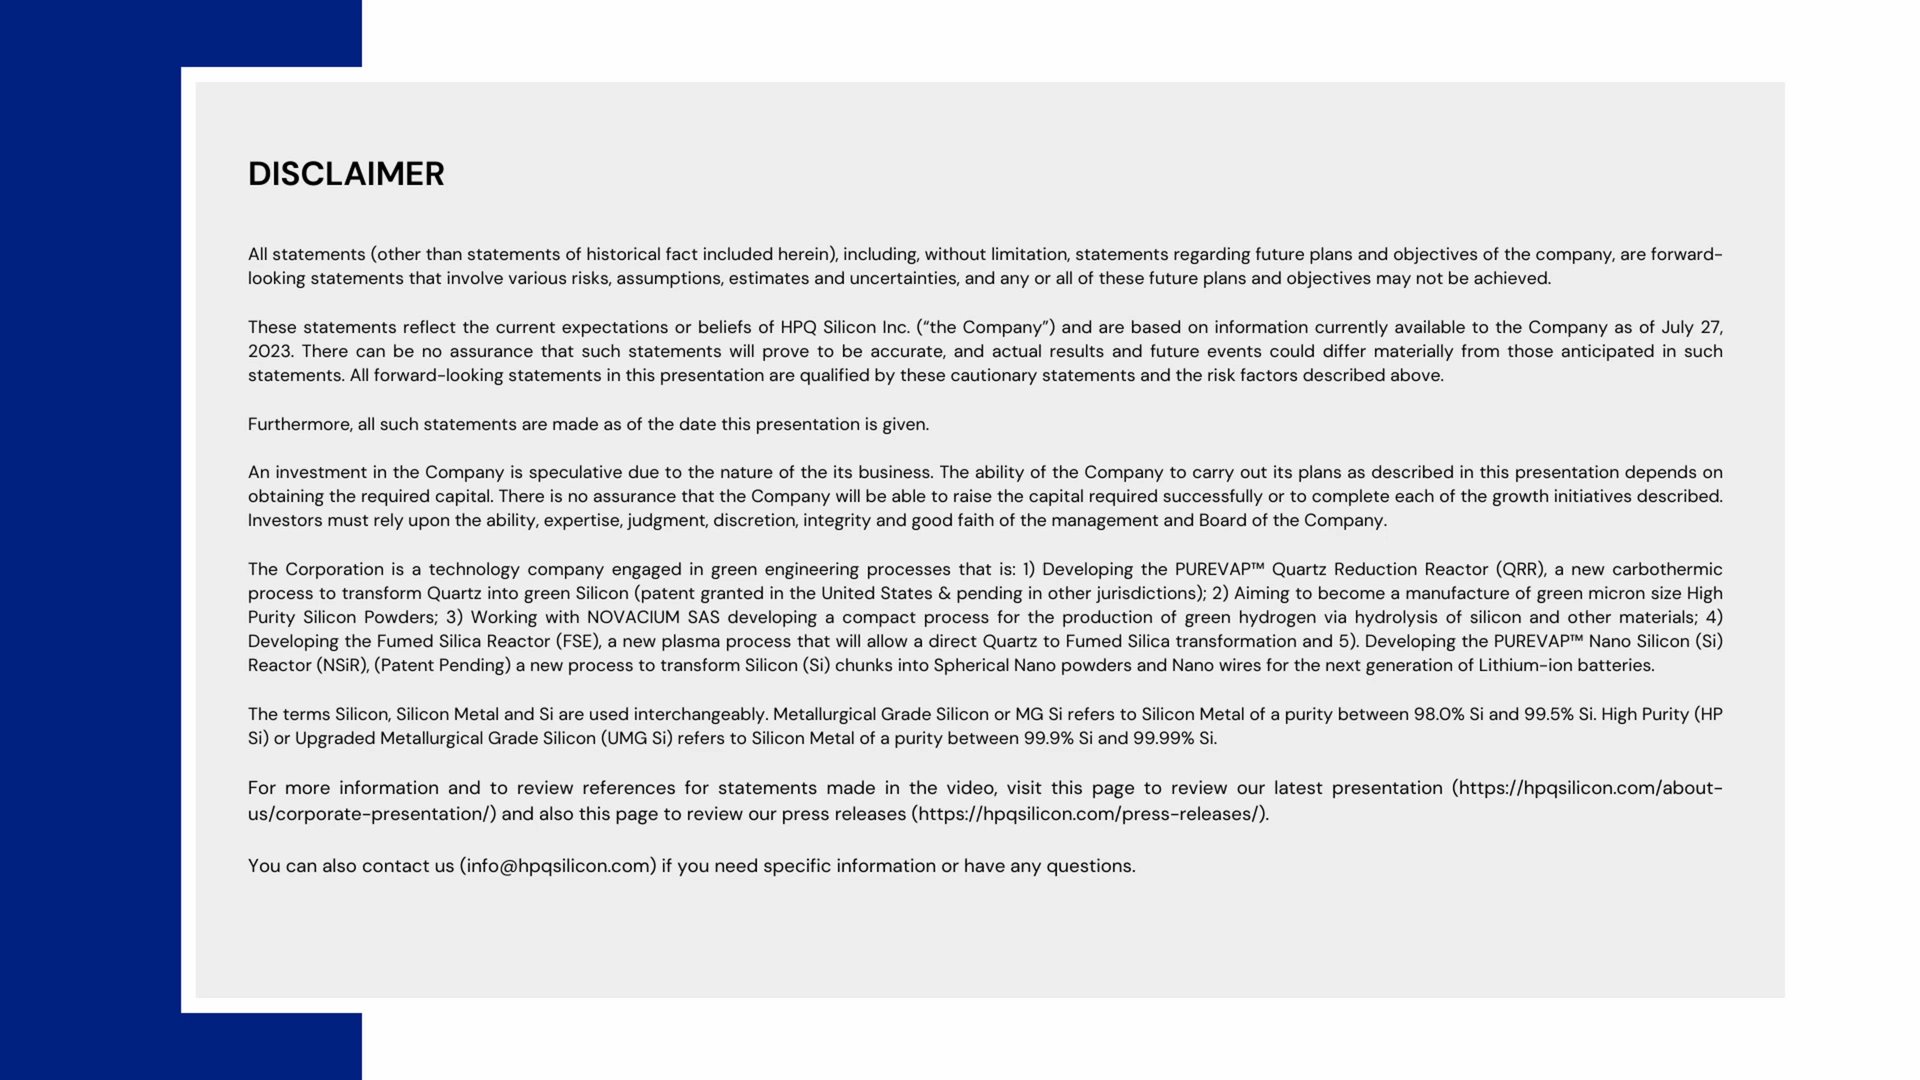 DISCLAIMER
All statements (other than statements of historical fact included herein), including, without limitation, statements regarding future plans and objectives of the company, are forward-
looking statements that involve various risks, assumptions, estimates and uncertainties, and any or all of these future plans and objectives may not be achieved.
These statements reflect the current expectations or beliefs of HPQ Silicon Inc. (“the Company”) and are based on information currently available to the Company as of July 27,
2023. There can be no assurance that such statements will prove to be accurate, and actual results and future events could differ materially from those anticipated in such
statements. All forward-looking statements in this presentation are qualified by these cautionary statements and the risk factors described above.
Furthermore, all such statements are made as of the date this presentation is given.
An investment in the Company is speculative due to the nature of the its business. The ability of the Company to carry out its plans as described in this presentation depends on
obtaining the required capital. There is no assurance that the Company will be able to raise the capital required successfully or to complete each of the growth initiatives described.
Investors must rely upon the ability, expertise, judgment, discretion, integrity and good faith of the management and Board of the Company.
The Corporation is a technology company engaged in green engineering processes that is: 1) Developing the PUREVAP™ Quartz Reduction Reactor (QRR), a new carbothermic
process to transform Quartz into green Silicon (patent granted in the United States & pending in other jurisdictions); 2) Aiming to become a manufacture of green micron size High
Purity Silicon Powders; 3) Working with NOVACIUM SAS developing a compact process for the production of green hydrogen via hydrolysis of silicon and other materials; 4)
Developing the Fumed Silica Reactor (FSE), a new plasma process that will allow a direct Quartz to Fumed Silica transformation and 5). Developing the PUREVAP™ Nano Silicon (Si)
Reactor (NSiR), (Patent Pending) a new process to transform Silicon (Si) chunks into Spherical Nano powders and Nano wires for the next generation of Lithium-ion batteries.
The terms Silicon, Silicon Metal and Si are used interchangeably. Metallurgical Grade Silicon or MG Si refers to Silicon Metal of a purity between 98.0% Si and 99.5% Si. High Purity (HP
Si) or Upgraded Metallurgical Grade Silicon (UMG Si) refers to Silicon Metal of a purity between 99.9% Si and 99.99% Si.
For more information and to review references for statements made in the video, visit this page to review our latest presentation (https://hpqsilicon.com/about-
us/corporate-presentation/) and also this page to review our press releases (https://hpqsilicon.com/press-releases/).
You can also contact us (info@hpqsilicon.com) if you need specific information or have any questions.